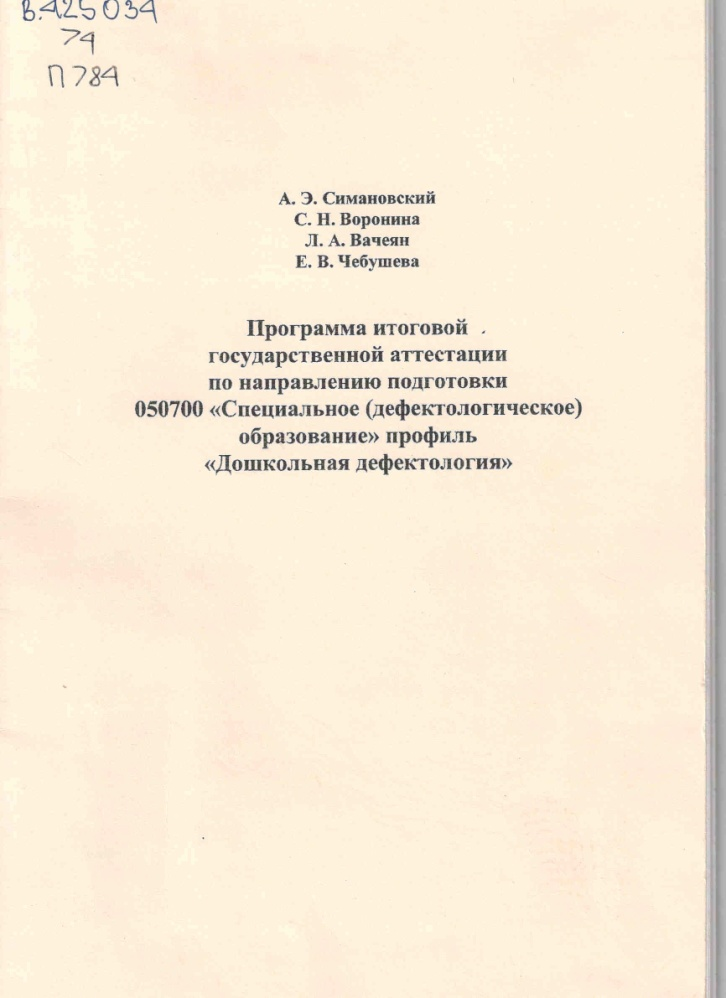 В.425034
74
П784
А. Э. Симановский
С. Н. Воронина
Л. А. Вачеян
Е. В. Чебушева
Программа итоговой
государственной аттестации
по направлению подготовки
050700 «Специальное (дефектологическое)
образование» профиль
«Дошкольная дефектология»